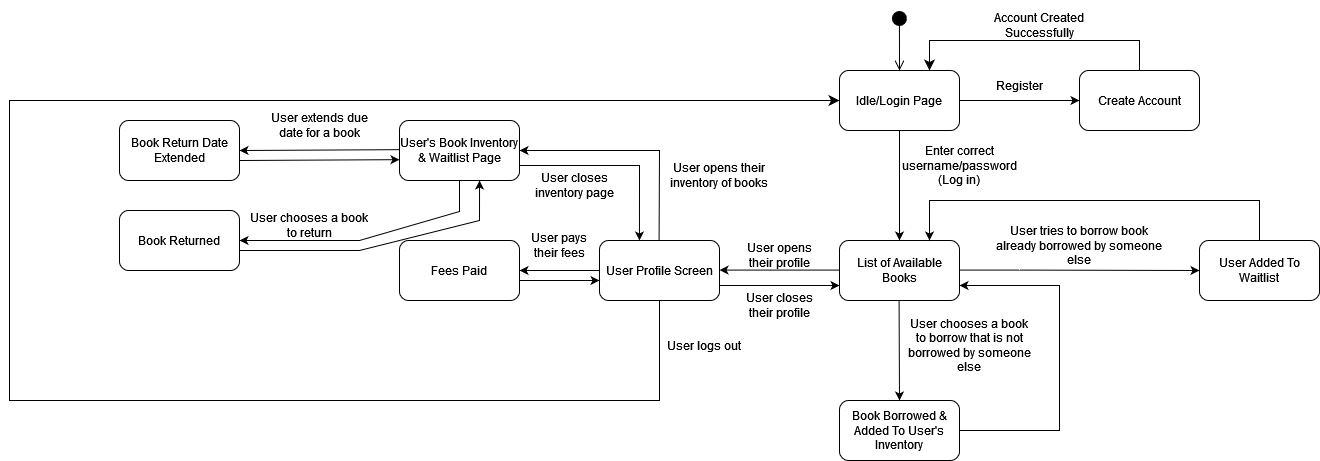 Account Created
Successfully
Idle/Login Page
Register
Create Account
User extends due
date for a book
Book Return Date
Extended
User's Book Inventory
& Waitlist Page
Enter correct
username/password
(Log in)
User opens their
inventory of books
User closes
inventory page
User chooses a book
to return
Book Returned
User pays
their fees
Fees Paid
User Profile Screen
User opens
their profile
User closes
their profile
List of Available
Books
User tries to borrow book
already borrowed by someone
else
User Added To
Waitlist
User logs out
User chooses a book
to borrow that is not
borrowed by someone
else
Book Borrowed &
Added To User's
Inventory